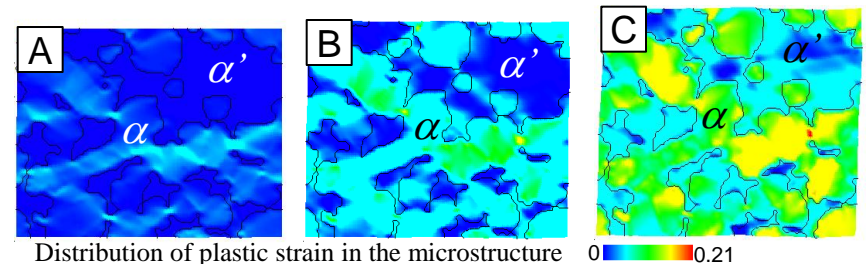 A
B
C
α’
α’
α’
α
α
α
Distribution of plastic strain in the microstructure
0
0.21